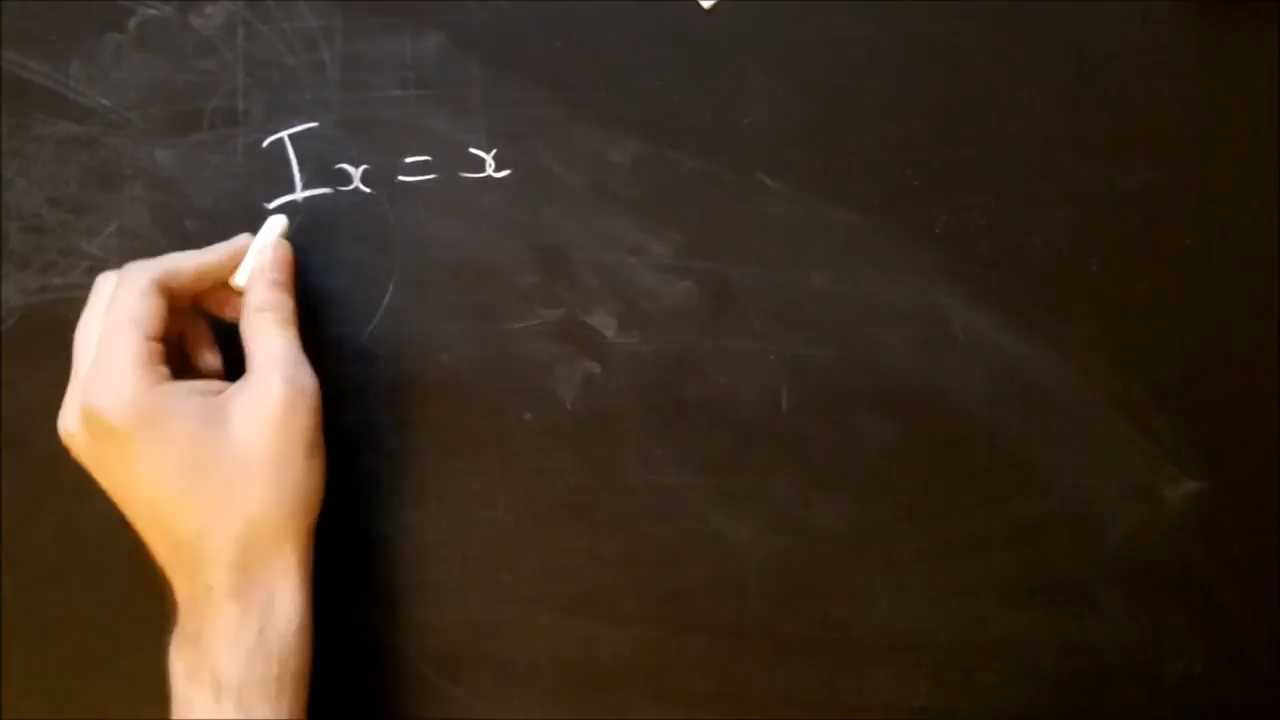 Ix = x